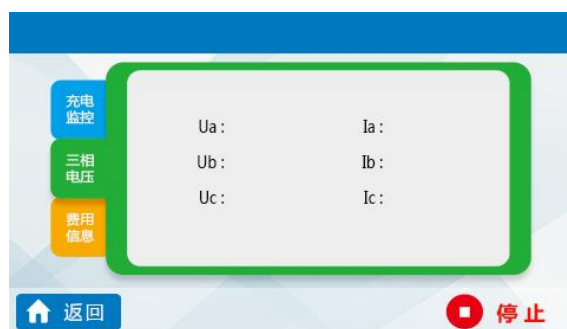 充电
监控
三相
电压
费用
信息
Ua : Ia :
Ub : Ib :
Uc : Ic :
返回
停止